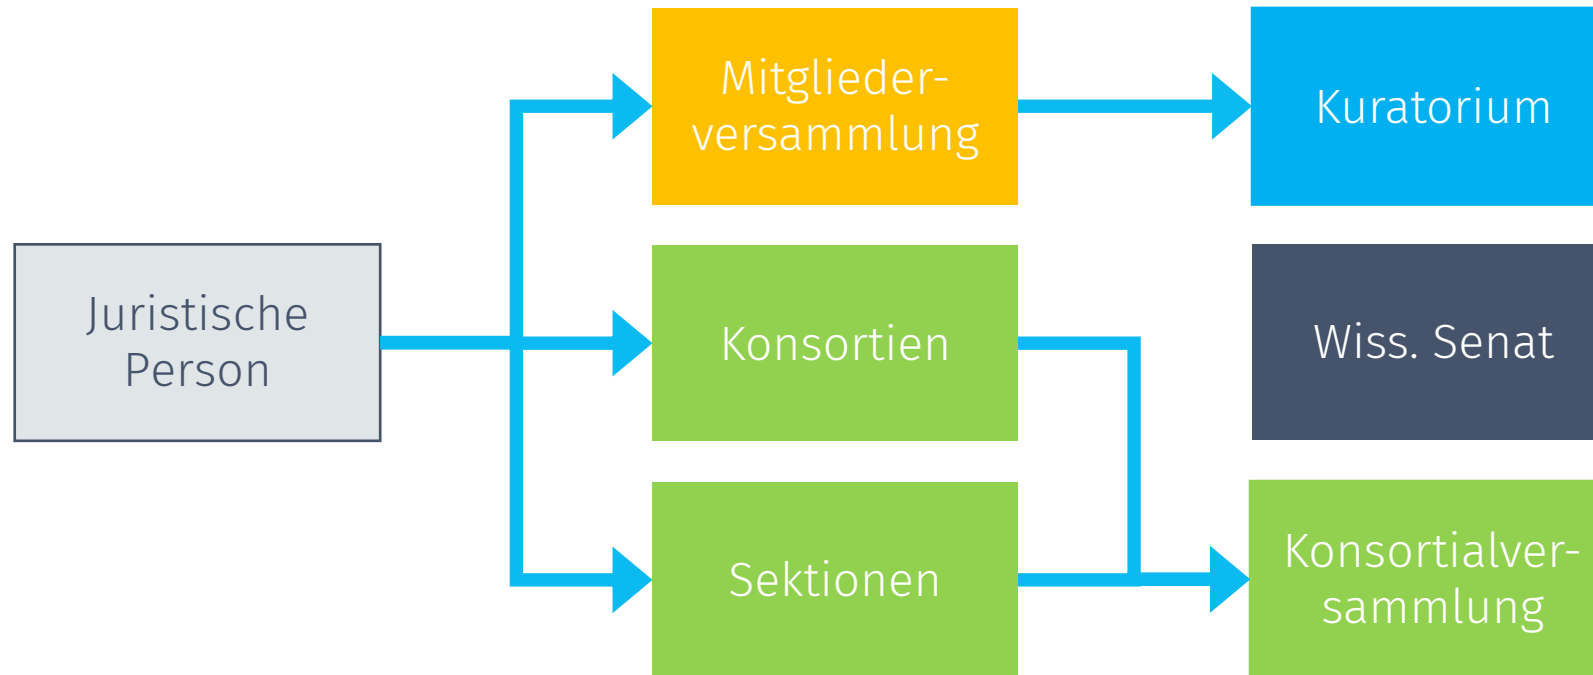 Juristische
Person
Mitglieder-
versammlung
Konsortien
Sektionen
Kuratorium
Wiss. Senat
Konsortialver-
sammlung